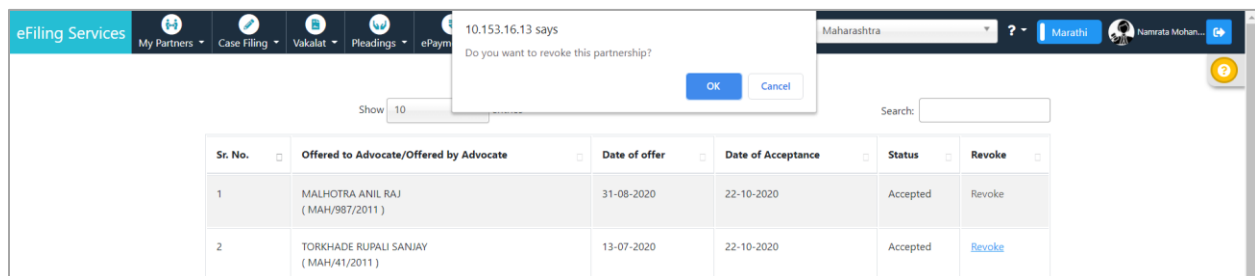 eFiling Services
My Partners
Case Filing
Vakalat
Pleadings
10.153.16.13 says
Do you want to revoke this partnership?
OK Cancel
Maharashtra
?
Marathi
Namrata Mohan...
?
Show 10
Search:
Sr. No. Offered to Advocate/Offered by Advocate Date of offer Date of Acceptance Status Revoke
1 MALHOTRA ANIL RAJ 31-08-2020 22-10-2020 Accepted Revoke
( MAH/987/2011 )
2 TORKHADE RUPALI SANJAY 13-07-2020 22-10-2020 Accepted Revoke
( MAH/41/2011 )